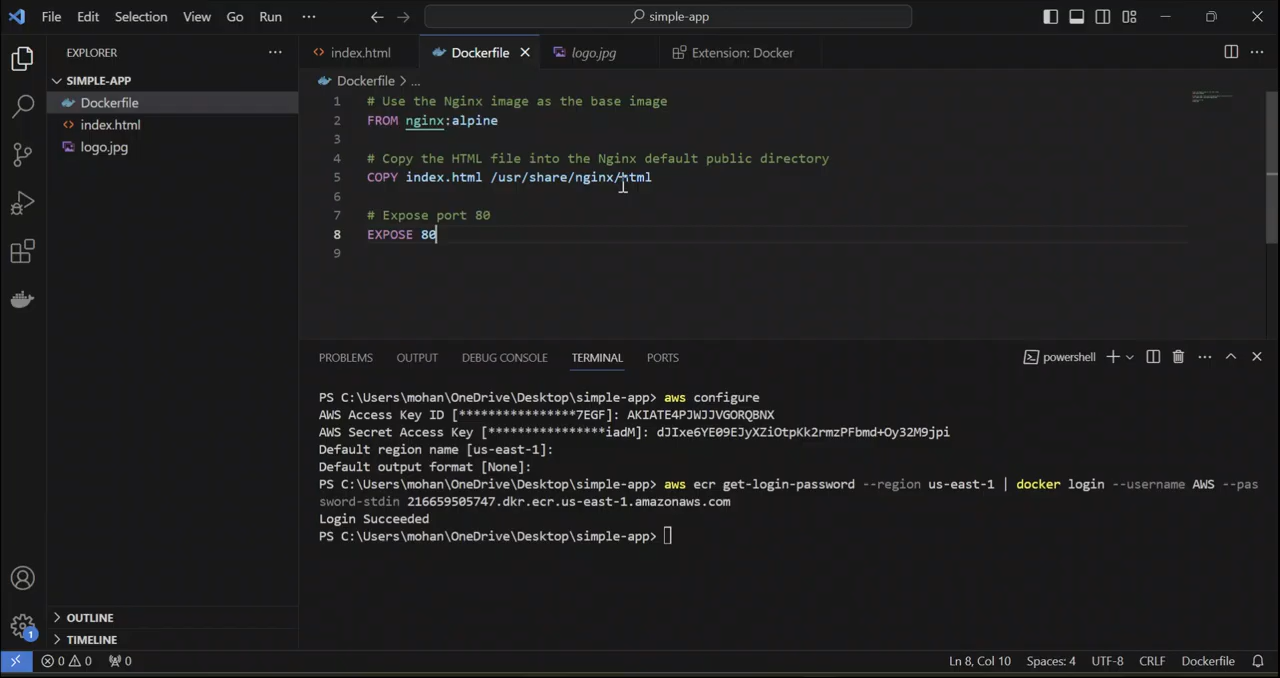 File Edit Selection View Go Run ··· simple-app
EXPLORER ···
SIMPLE-APP
Dockerfile
index.html
logo.jpg
OUTLINE
TIMELINE
index.html Dockerfile logo.jpg Extension: Docker
Dockerfile > ...
1 # Use the Nginx image as the base image
2 FROM nginx:alpine
3
4 # Copy the HTML file into the Nginx default public directory
5 COPY index.html /usr/share/nginx/html
6
7 # Expose port 80
8 EXPOSE 80
9
PROBLEMS OUTPUT DEBUG CONSOLE TERMINAL PORTS powershell
PS C:\Users\mohan\OneDrive\Desktop\simple-app> aws configure
AWS Access Key ID [****************7EGF]: AKIATE4PJWJJVGORQBNX
AWS Secret Access Key [****************iadM]: 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
Default region name [us-east-1]:
Default output format [None]:
PS C:\Users\mohan\OneDrive\Desktop\simple-app> aws ecr get-login-password --region us-east-1 | docker login --username AWS --pas
sword-stdin 216659505747.dkr.ecr.us-east-1.amazonaws.com
Login Succeeded
PS C:\Users\mohan\OneDrive\Desktop\simple-app>
1
0 0 0 Ln 8, Col 10 Spaces: 4 UTF-8 CRLF Dockerfile